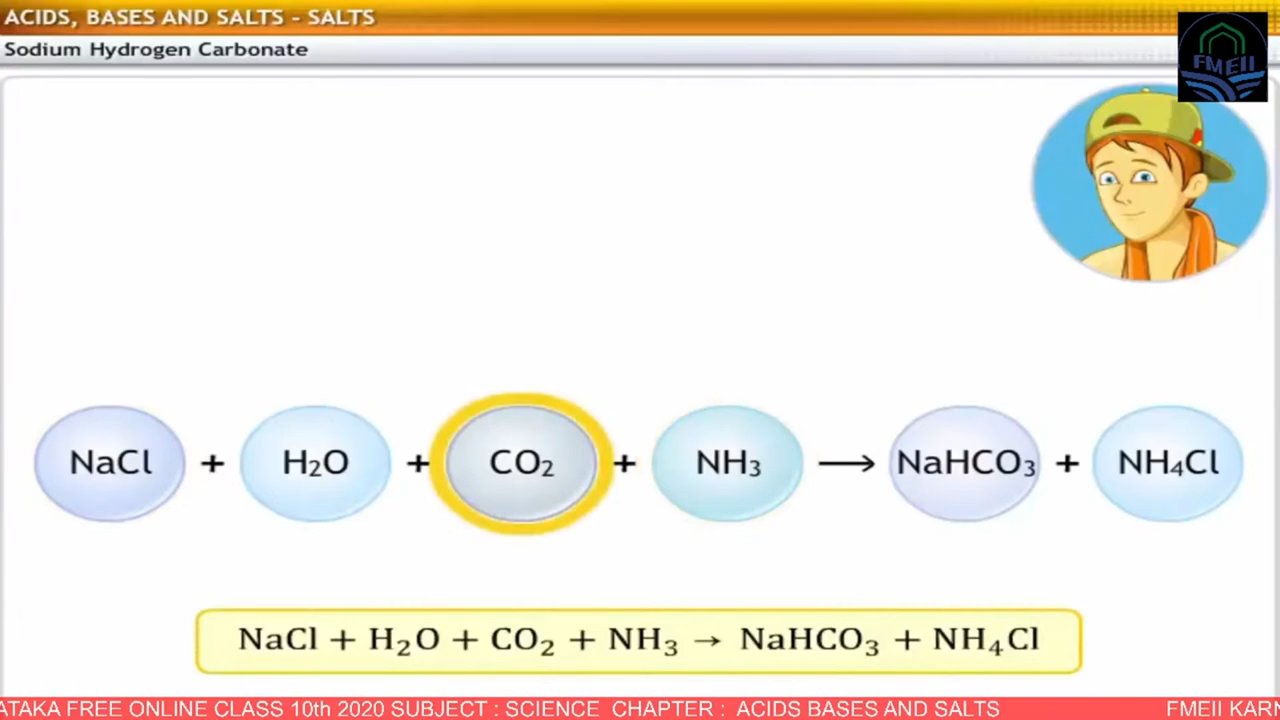 ACIDS, BASES AND SALTS - SALTS
Sodium Hydrogen Carbonate
FMEII
NaCl + H₂O + CO₂ + NH₃ ⟶ NaHCO₃ + NH₄Cl
NaCl + H₂O + CO₂ + NH₃ → NaHCO₃ + NH₄Cl
ATAKA FREE ONLINE CLASS 10th 2020 SUBJECT : SCIENCE CHAPTER : ACIDS BASES AND SALTS FMEII KARN